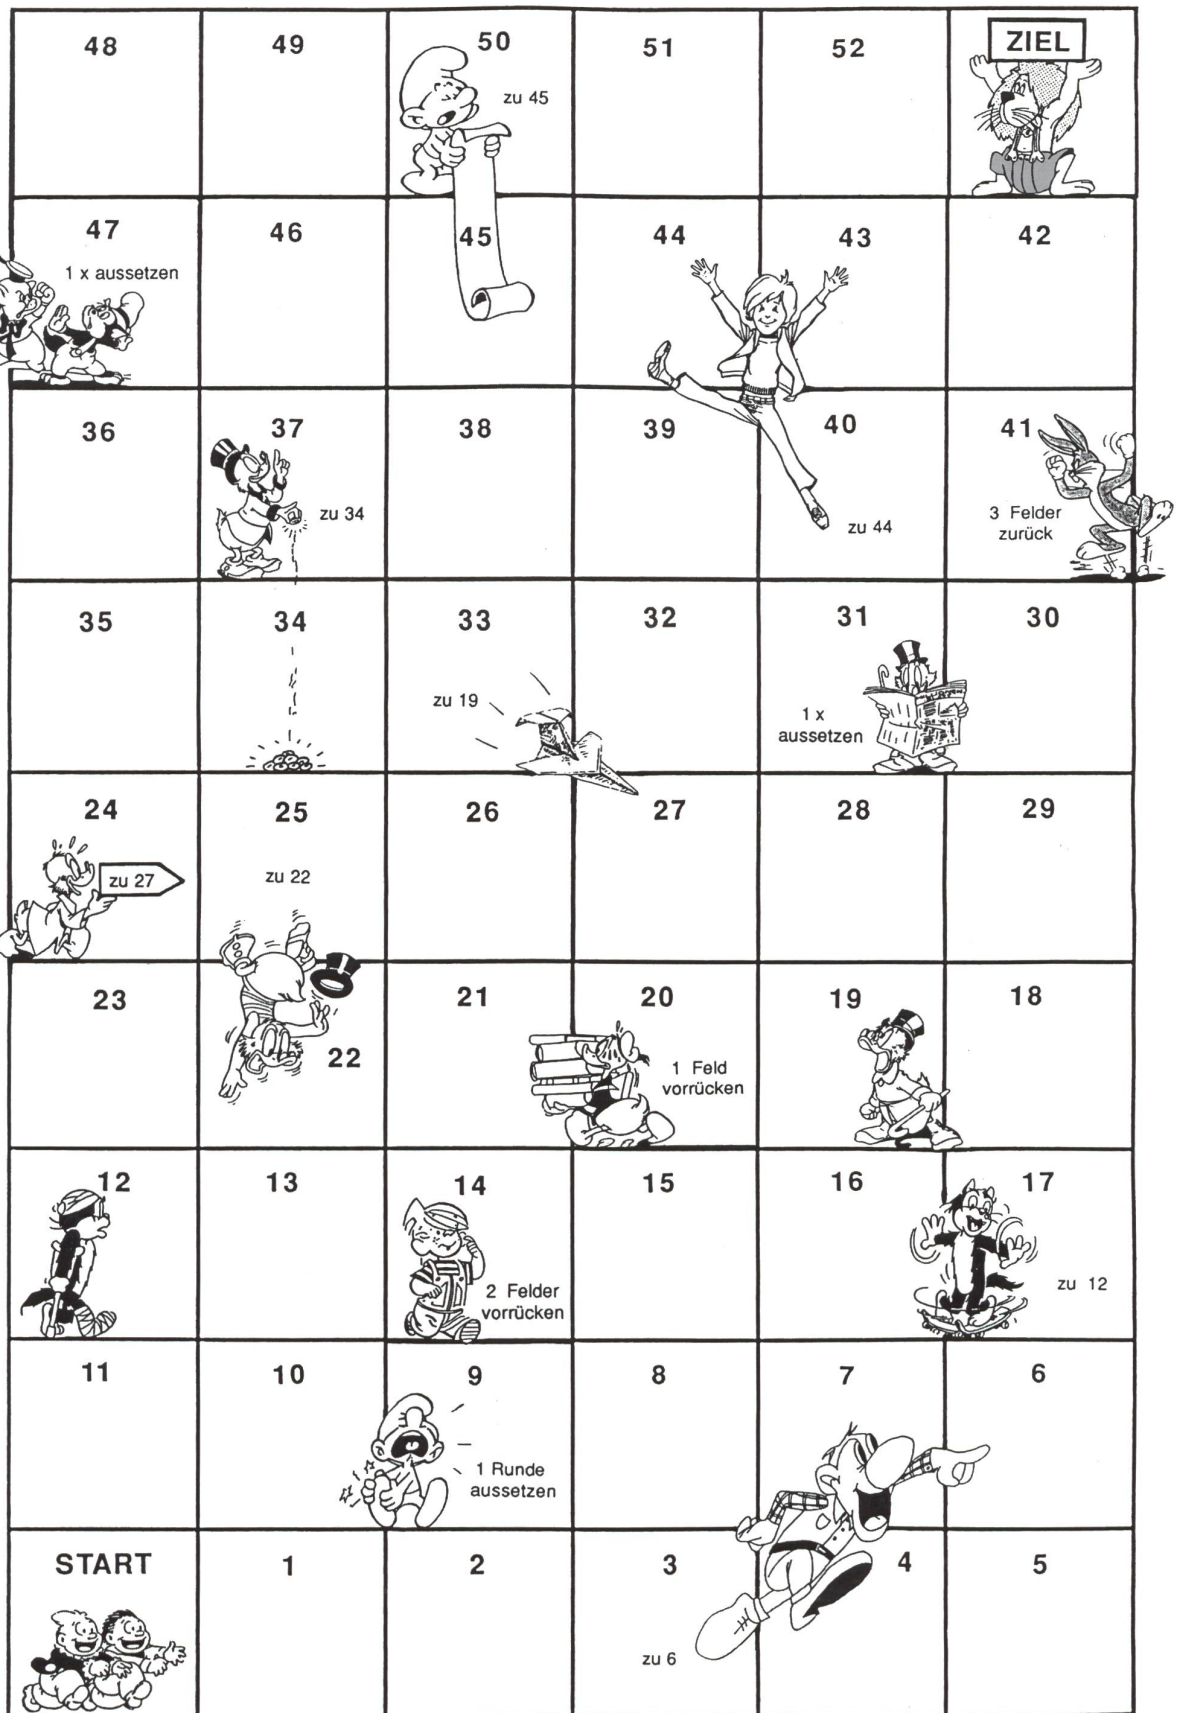 48
49
50
51
52
ZIEL
zu 45
47
46
45
44
43
42
1 x aussetzen
36
37
38
39
40
41
zu 34
zu 44
3 Felder
zurück
35
34
33
32
31
30
zu 19
1 x
aussetzen
24
25
26
27
28
29
zu 27
zu 22
23
22
21
20
19
18
1 Feld
vorrücken
12
13
14
15
16
17
2 Felder
vorrücken
zu 12
11
10
9
8
7
6
1 Runde
aussetzen
START
1
2
3
4
5
zu 6